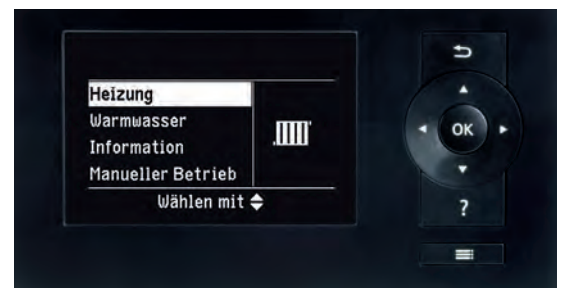 Heizung
Warmwasser
Information
Manueller Betrieb
Wählen mit
OK
?